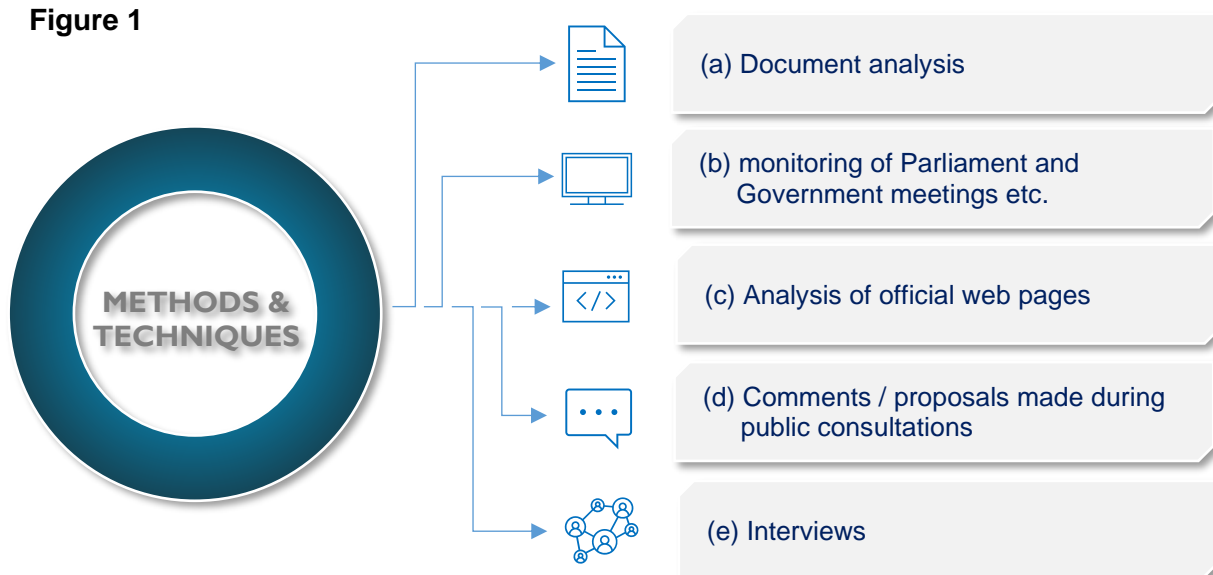 Figure 1
METHODS &
TECHNIQUES
(a) Document analysis
(b) monitoring of Parliament and
Government meetings etc.
</>
(c) Analysis of official web pages
(d) Comments / proposals made during
public consultations
(e) Interviews